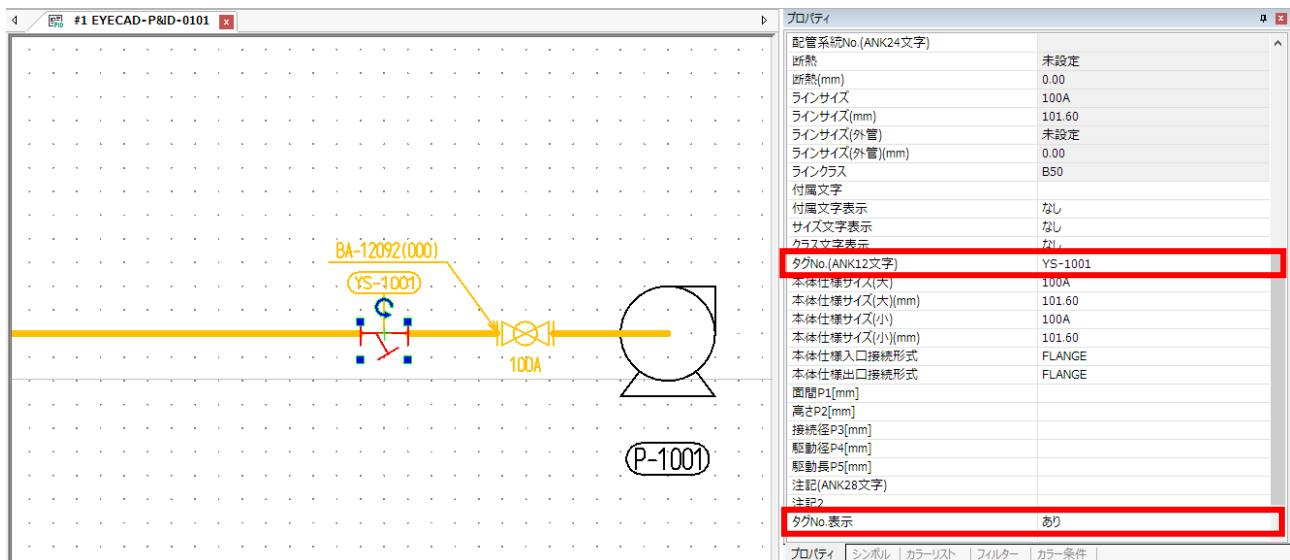 #1 EYECAD-P&ID-0101
BA-12092(000)
YS-1001
100A
P-1001
プロパティ
配管系統No.(ANK24文字)
断熱 未設定
断熱(mm) 0.00
ラインサイズ 100A
ラインサイズ(mm) 101.60
ラインサイズ(外管) 未設定
ラインサイズ(外管)(mm) 0.00
ラインクラス B50
付属文字
付属文字表示 なし
サイズ文字表示 なし
クラス文字表示 なし
タグNo.(ANK12文字) YS-1001
本体仕様サイズ(大) 100A
本体仕様サイズ(大)(mm) 101.60
本体仕様サイズ(小) 100A
本体仕様サイズ(小)(mm) 101.60
本体仕様入口接続形式 FLANGE
本体仕様出口接続形式 FLANGE
面間P1[mm]
高さP2[mm]
接続径P3[mm]
駆動径P4[mm]
駆動長P5[mm]
注記(ANK28文字)
注記2
タグNo.表示 あり
プロパティ シンボル カラーリスト フィルター カラー条件